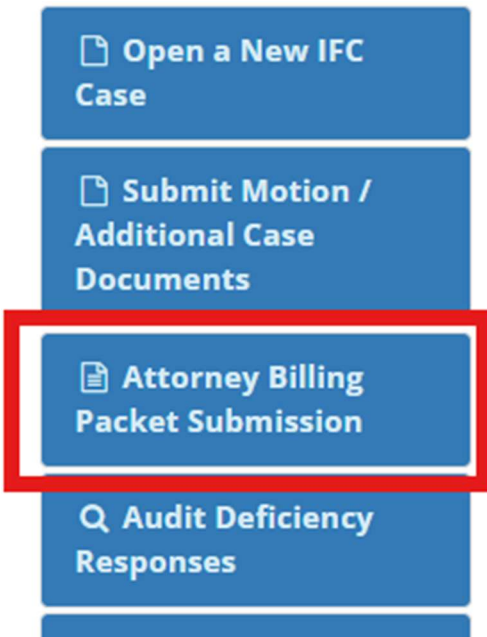 Open a New IFC
Case
Submit Motion /
Additional Case
Documents
Attorney Billing
Packet Submission
Audit Deficiency
Responses